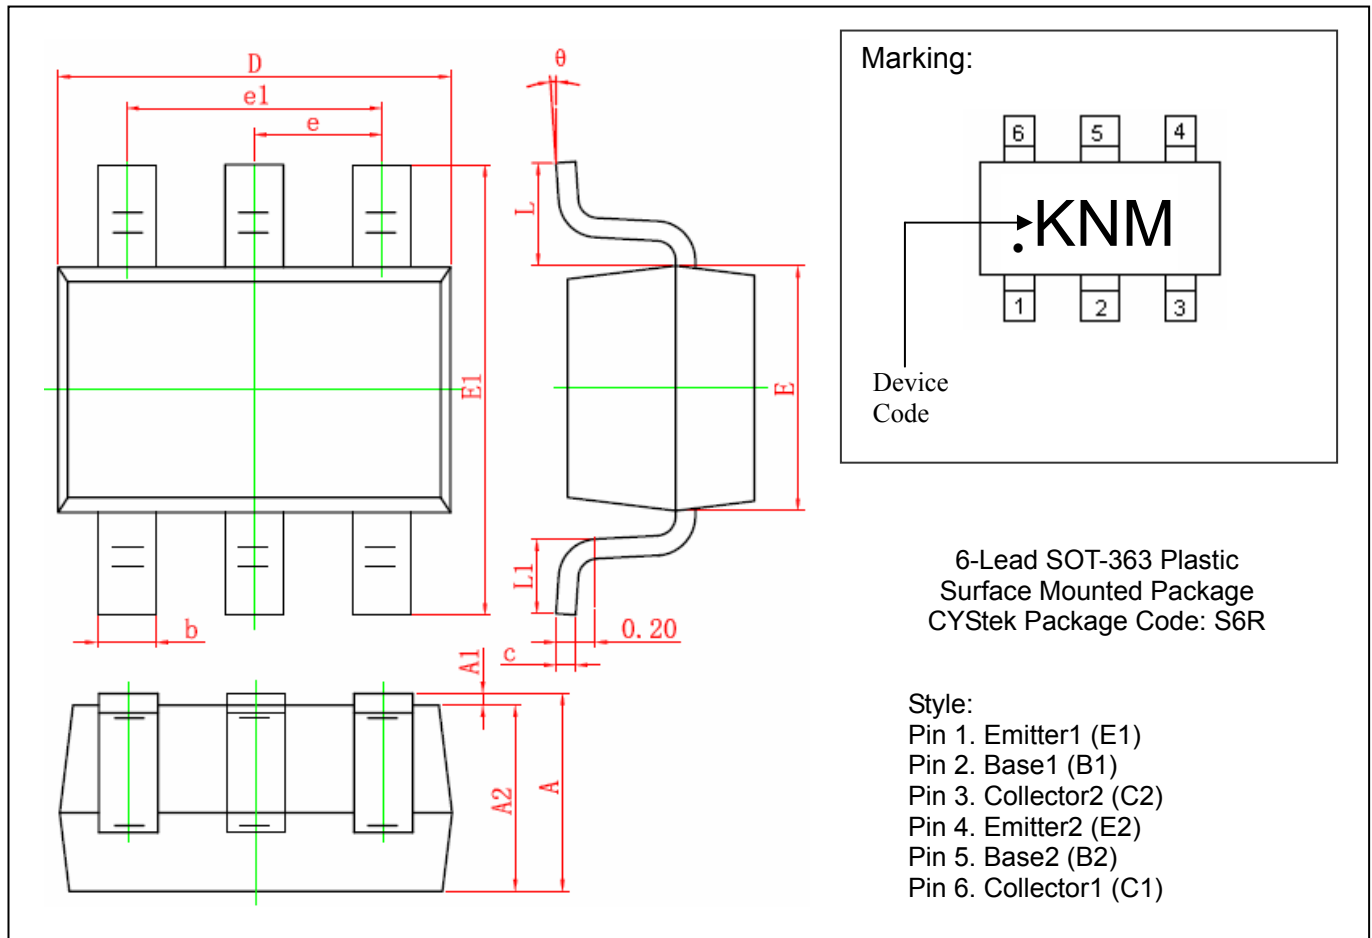 D
e1
e
E1
b
θ
L
E
L1
0.20
c
A1
A2
A
Marking:
6 5 4
.KNM
1 2 3
Device
Code
6-Lead SOT-363 Plastic
Surface Mounted Package
CYStek Package Code: S6R
Style:
Pin 1. Emitter1 (E1)
Pin 2. Base1 (B1)
Pin 3. Collector2 (C2)
Pin 4. Emitter2 (E2)
Pin 5. Base2 (B2)
Pin 6. Collector1 (C1)